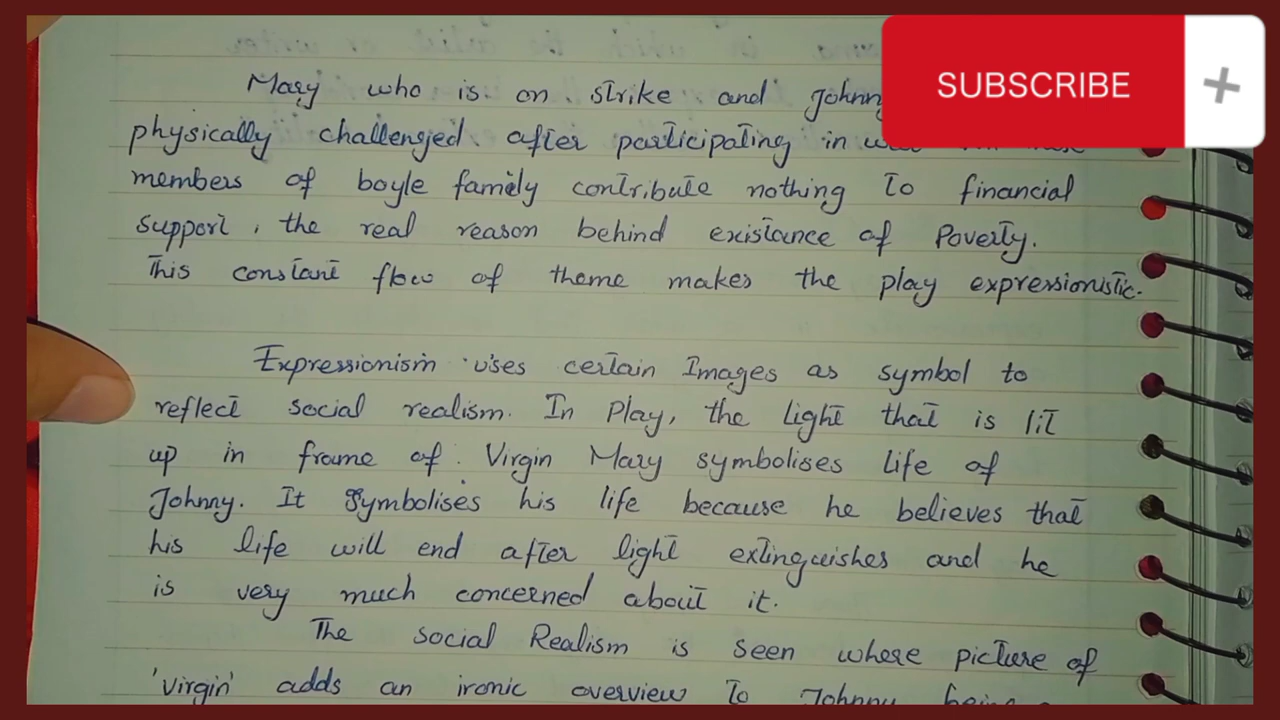 Mary who is on strike and Johnny
SUBSCRIBE
physically challenged after participating in
members of boyle family contribute nothing to financial
support, the real reason behind existance of Poverty.
This constant flow of theme makes the play expressionistic.
Expressionism uses certain Images as symbol to
reflect social realism. In Play, the light that is lit
up in frame of Virgin Mary symbolises life of
Johnny. It symbolises his life because he believes that
his life will end after light extinguishes and he
is very much concerned about it.
The social Realism is seen where picture of
'virgin' adds an ironic overview to Johnny being